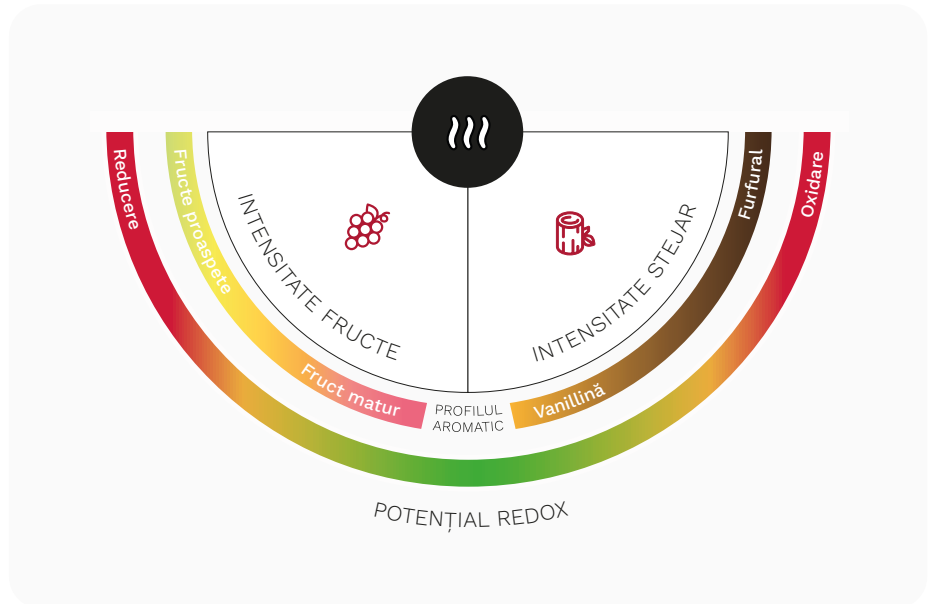 Reducere
Fructe proaspete
INTENSITATE FRUCTE
Fruct matur
INTENSITATE STEJAR
Vanillină
Furfural
Oxidare
PROFILUL
AROMATIC
POTENȚIAL REDOX